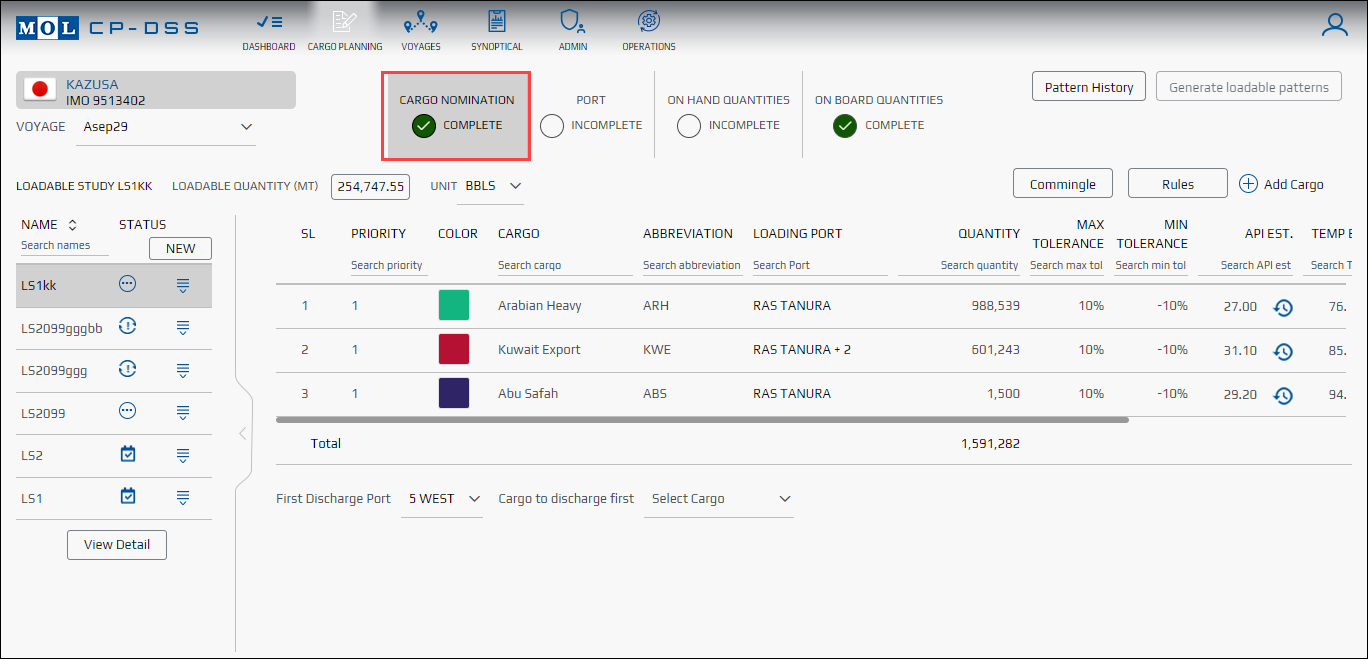 MOL CP-DSS
DASHBOARD CARGO PLANNING VOYAGES SYNOPTICAL ADMIN OPERATIONS
KAZUSA
IMO 9513402
VOYAGE Asep29
CARGO NOMINATION PORT ON HAND QUANTITIES ON BOARD QUANTITIES
COMPLETE INCOMPLETE INCOMPLETE COMPLETE
Pattern History Generate loadable patterns
LOADABLE STUDY LS1KK LOADABLE QUANTITY (MT) 254,747.55 UNIT BBLS
Commingle Rules Add Cargo
NAME STATUS
Search names NEW
LS1kk
LS2099gggbb
LS2099ggg
LS2099
LS2
LS1
View Detail
SL PRIORITY COLOR CARGO ABBREVIATION LOADING PORT QUANTITY MAX TOLERANCE MIN TOLERANCE API EST. TEMP E
Search priority Search cargo Search abbreviation Search Port Search quantity Search max tol Search min tol Search API est Search T
1 1 Arabian Heavy ARH RAS TANURA 988,539 10% -10% 27.00 76.
2 1 Kuwait Export KWE RAS TANURA + 2 601,243 10% -10% 31.10 85.
3 1 Abu Safah ABS RAS TANURA 1,500 10% -10% 29.20 94.
Total 1,591,282
First Discharge Port 5 WEST Cargo to discharge first Select Cargo